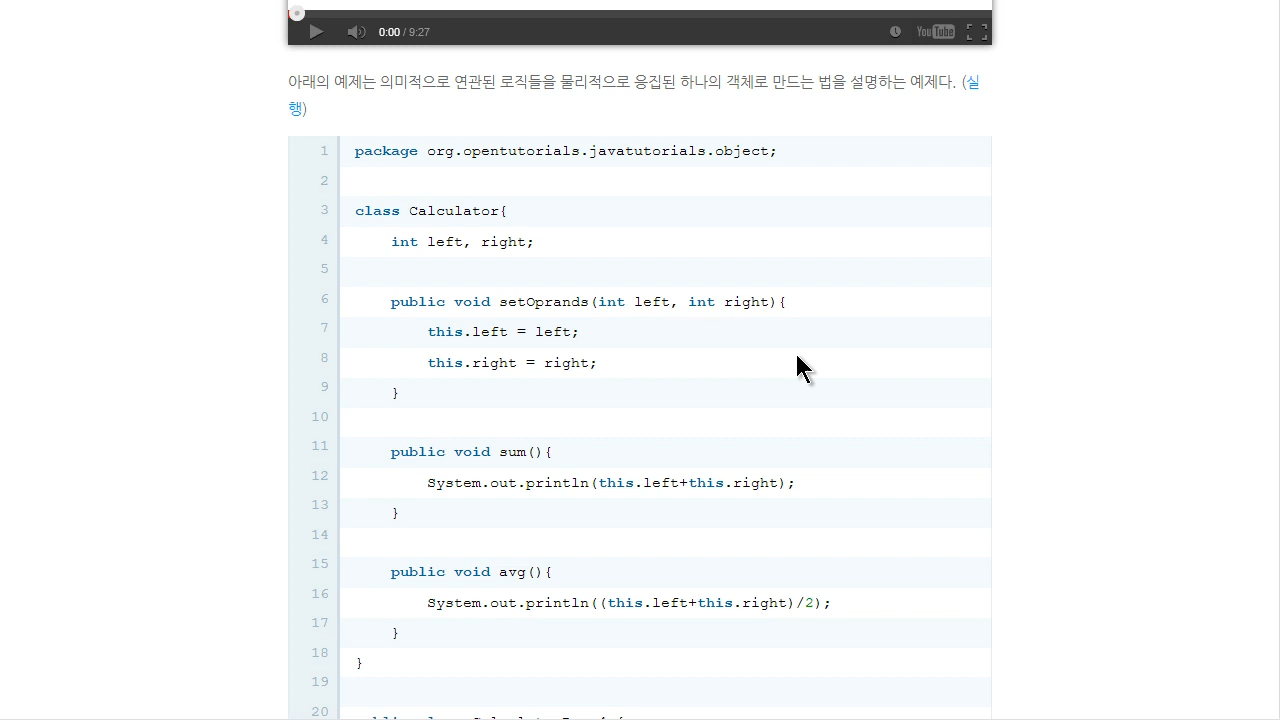 0:00 / 9:27
YouTube
아래의 예제는 의미적으로 연관된 로직들을 물리적으로 응집된 하나의 객체로 만드는 법을 설명하는 예제다. (실
행)
1 package org.opentutorials.javatutorials.object;
2
3 class Calculator{
4 int left, right;
5
6 public void setOprands(int left, int right){
7 this.left = left;
8 this.right = right;
9 }
10
11 public void sum(){
12 System.out.println(this.left+this.right);
13 }
14
15 public void avg(){
16 System.out.println((this.left+this.right)/2);
17 }
18 }
19
20